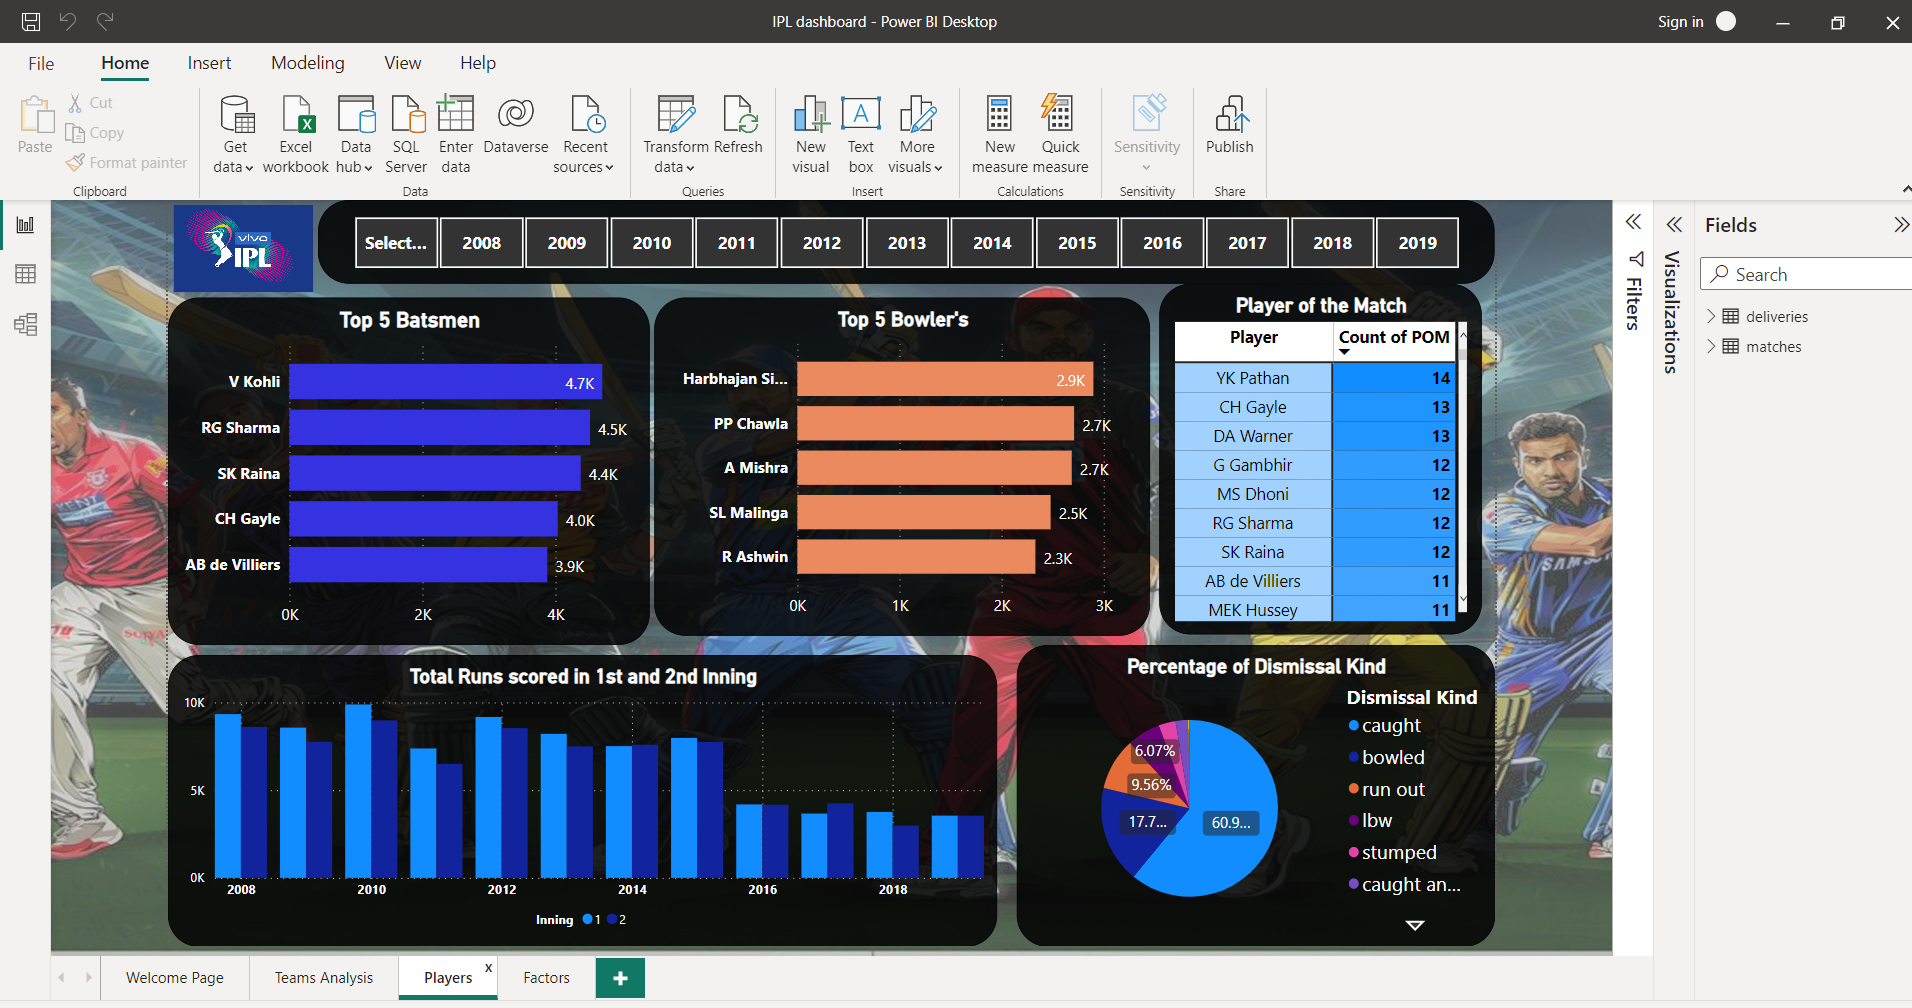 IPL dashboard - Power BI Desktop
Sign in
File Home Insert Modeling View Help
Paste
Cut
Copy
Format painter
Clipboard
Get data
Excel workbook
Data hub
SQL Server
Enter data
Dataverse
Recent sources
Data
Transform data
Refresh
Queries
New visual
Text box
More visuals
Insert
New measure
Quick measure
Calculations
Sensitivity
Sensitivity
Publish
Share
vivo
IPL
Select... 2008 2009 2010 2011 2012 2013 2014 2015 2016 2017 2018 2019
Top 5 Batsmen
V Kohli 4.7K
RG Sharma 4.5K
SK Raina 4.4K
CH Gayle 4.0K
AB de Villiers 3.9K
0K 2K 4K
Top 5 Bowler's
Harbhajan Si... 2.9K
PP Chawla 2.7K
A Mishra 2.7K
SL Malinga 2.5K
R Ashwin 2.3K
0K 1K 2K 3K
Player of the Match
Player Count of POM
YK Pathan 14
CH Gayle 13
DA Warner 13
G Gambhir 12
MS Dhoni 12
RG Sharma 12
SK Raina 12
AB de Villiers 11
MEK Hussey 11
Total Runs scored in 1st and 2nd Inning
10K
5K
0K
2008 2010 2012 2014 2016 2018
Inning 1 2
Percentage of Dismissal Kind
6.07%
9.56%
17.7...
60.9...
Dismissal Kind
caught
bowled
run out
lbw
stumped
caught an...
Filters
Visualizations
Fields
Search
deliveries
matches
SAMSU
Welcome Page Teams Analysis Players x Factors +